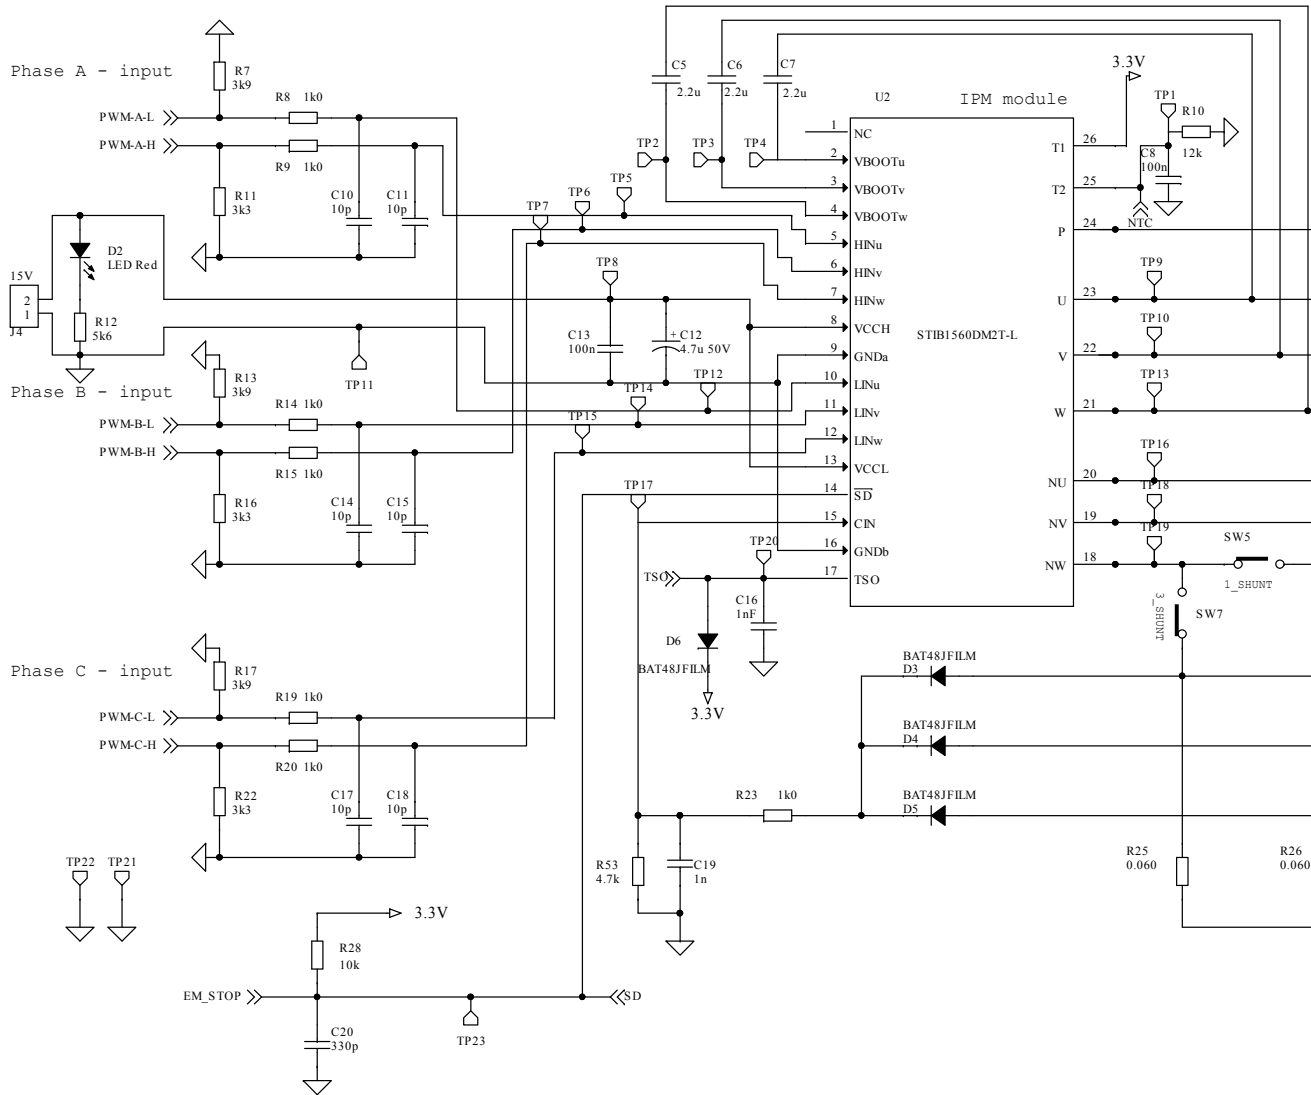 Phase A - input
R7
3k9
R8 1k0
PWM-A-L
PWM-A-H
R9 1k0
R11
3k3
C10
10p
C11
10p
D2
LED Red
15V
2
1
J4
R12
5k6
TP11
Phase B - input
R13
3k9
R14 1k0
PWM-B-L
PWM-B-H
R15 1k0
R16
3k3
C14
10p
C15
10p
Phase C - input
R17
3k9
R19 1k0
PWM-C-L
PWM-C-H
R20 1k0
R22
3k3
C17
10p
C18
10p
TP22
TP21
3.3V
R28
10k
EM_STOP
SD
C20
330p
TP23
C5
2.2u
C6
2.2u
C7
2.2u
TP2
TP3
TP4
TP5
TP6
TP7
TP8
C13
100n
+ C12
4.7u 50V
TP12
TP14
TP15
TP17
TP20
TSO
C16
1nF
D6
BAT48JFILM
3.3V
U2
IPM module
STIB1560DM2T-L
1
NC
2
VBOOTu
3
VBOOTv
4
VBOOTw
5
HINu
6
HINv
7
HINw
8
VCCH
9
GNDa
10
LINu
11
LINv
12
LINw
13
VCCL
14
SD
15
CIN
16
GNDb
17
TSO
T1
26
T2
25
P
24
U
23
V
22
W
21
NU
20
NV
19
NW
18
3.3V
TP1
R10
12k
C8
100n
NTC
TP9
TP10
TP13
TP16
TP18
TP19
SW5
1_SHUNT
3_SHUNT
SW7
BAT48JFILM
D3
BAT48JFILM
D4
BAT48JFILM
D5
R23 1k0
R53
4.7k
C19
1n
R25
0.060
R26
0.060